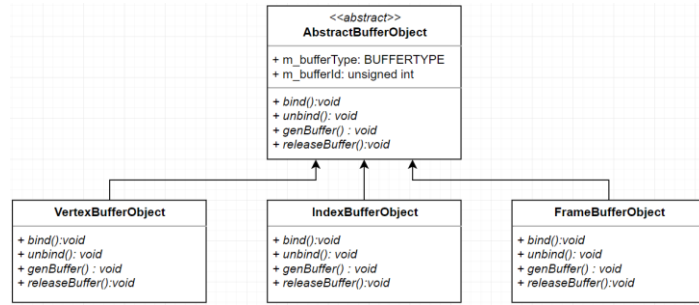 <<abstract>>
AbstractBufferObject
+ m_bufferType: BUFFERTYPE
+ m_bufferId: unsigned int
+ bind():void
+ unbind(): void
+ genBuffer() : void
+ releaseBuffer():void
VertexBufferObject
+ bind():void
+ unbind(): void
+ genBuffer() : void
+ releaseBuffer():void
IndexBufferObject
+ bind():void
+ unbind(): void
+ genBuffer() : void
+ releaseBuffer():void
FrameBufferObject
+ bind():void
+ unbind(): void
+ genBuffer() : void
+ releaseBuffer():void